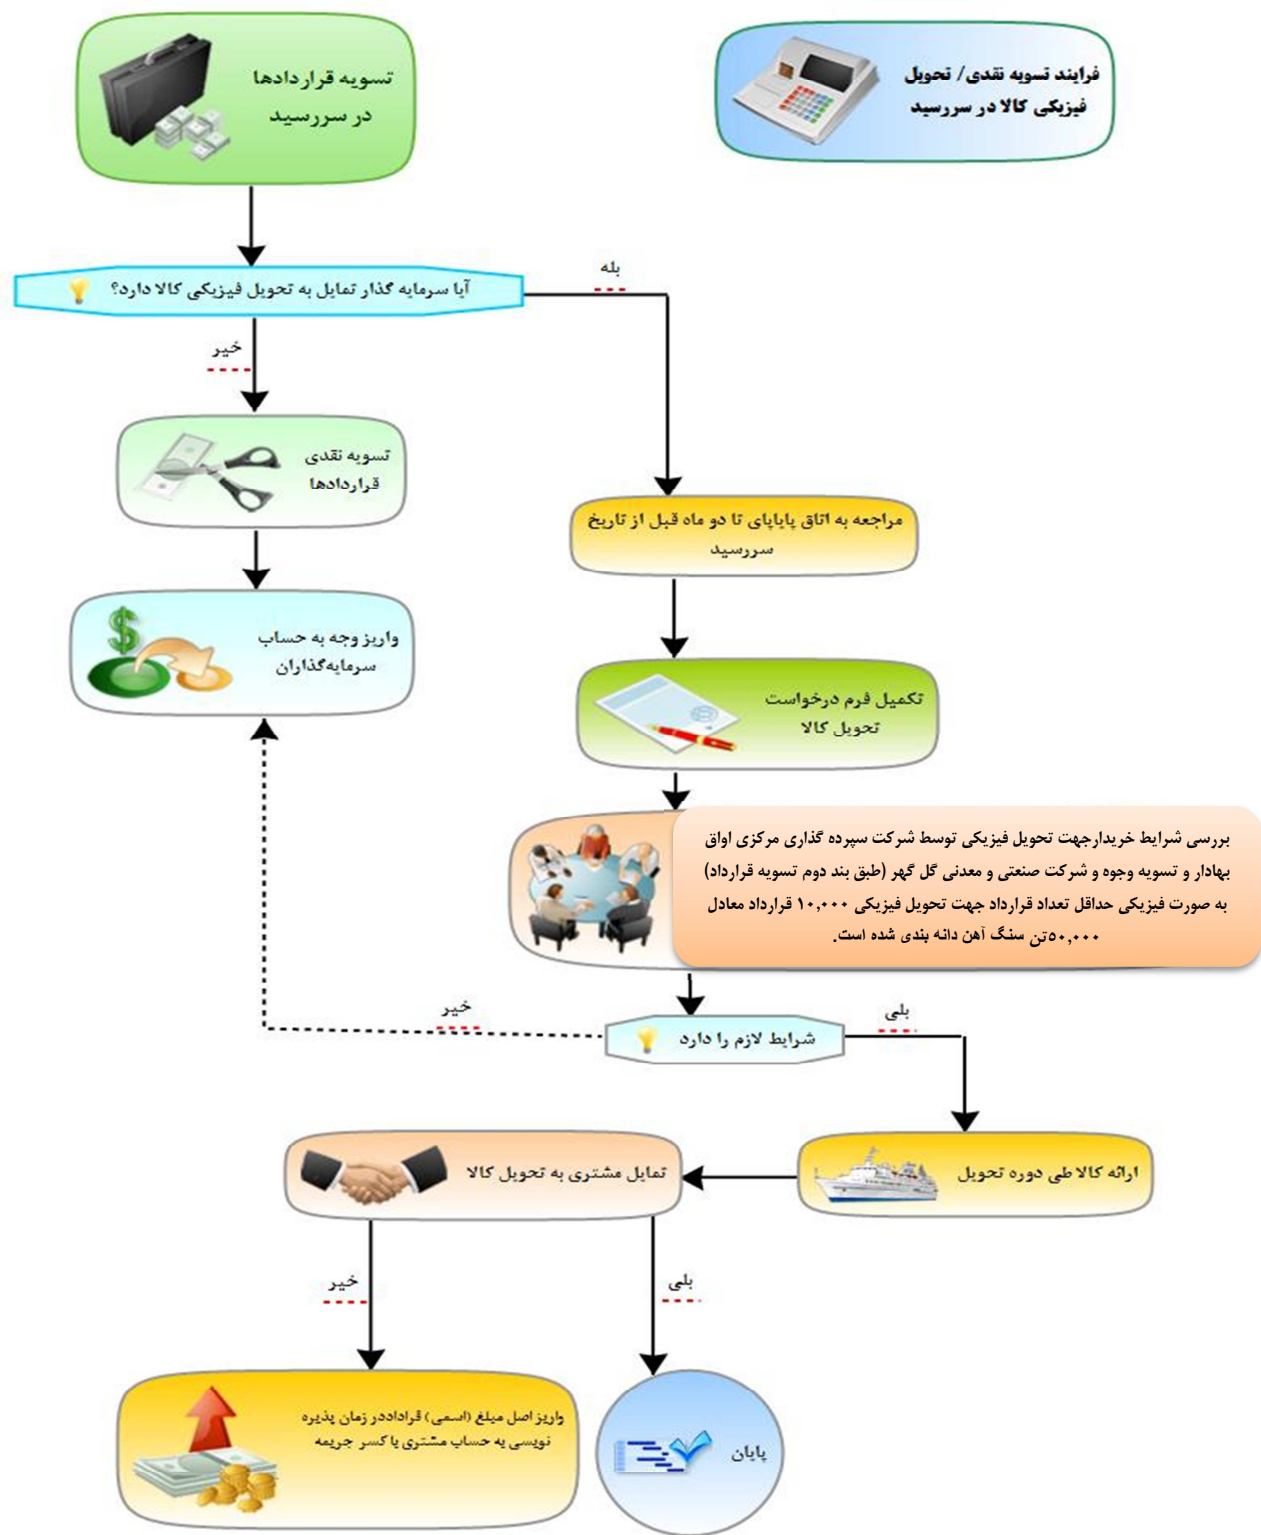 فرایند تسویه نقدی/ تحویل
فیزیکی کالا در سررسید
تسویه قراردادها
در سررسید
آیا سرمایه گذار تمایل به تحویل فیزیکی کالا دارد؟
بله
خیر
تسویه نقدی
قراردادها
مراجعه به اتاق پایاپای تا دو ماه قبل از تاریخ
سررسید
واریز وجه به حساب
سرمایه‌گذاران
تکمیل فرم درخواست
تحویل کالا
بررسی شرایط خریدارجهت تحویل فیزیکی توسط شرکت سپرده گذاری مرکزی اواق
بهادار و تسویه وجوه و شرکت صنعتی و معدنی گل گهر (طبق بند دوم تسویه قرارداد)
به صورت فیزیکی حداقل تعداد قرارداد جهت تحویل فیزیکی ۱۰,۰۰۰ قرارداد معادل
۵۰,۰۰۰تن سنگ آهن دانه بندی شده است.
بلی
خیر
شرایط لازم را دارد
ارائه کالا طی دوره تحویل
تمایل مشتری به تحویل کالا
بلی
خیر
واریز اصل مبلغ (اسمی) قراداددر زمان پذیره
نویسی به حساب مشتری با کسر جریمه
پایان